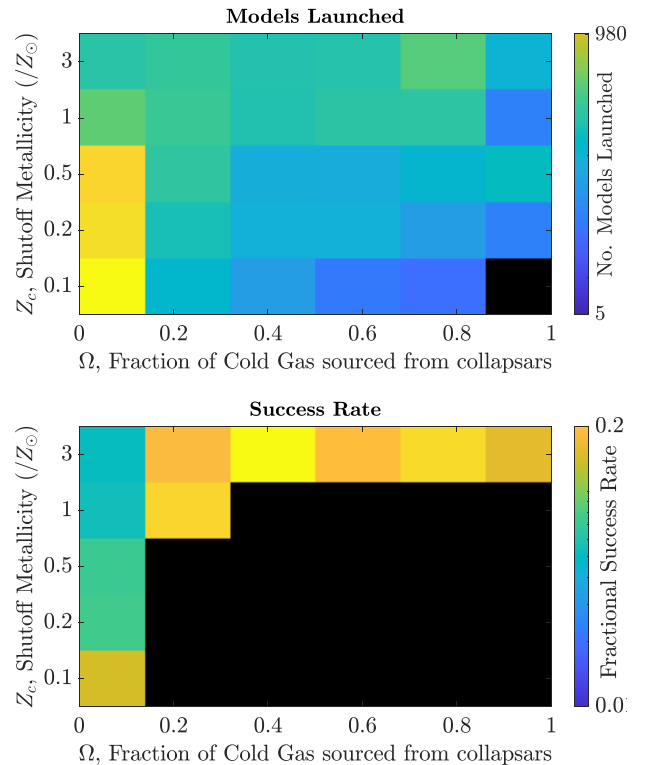 Models Launched
Z_c, Shutoff Metallicity (/Z_⊙)
3
1
0.5
0.2
0.1
0 0.2 0.4 0.6 0.8 1
Ω, Fraction of Cold Gas sourced from collapsars
980
No. Models Launched
5
Success Rate
Z_c, Shutoff Metallicity (/Z_⊙)
3
1
0.5
0.2
0.1
0 0.2 0.4 0.6 0.8 1
Ω, Fraction of Cold Gas sourced from collapsars
0.2
Fractional Success Rate